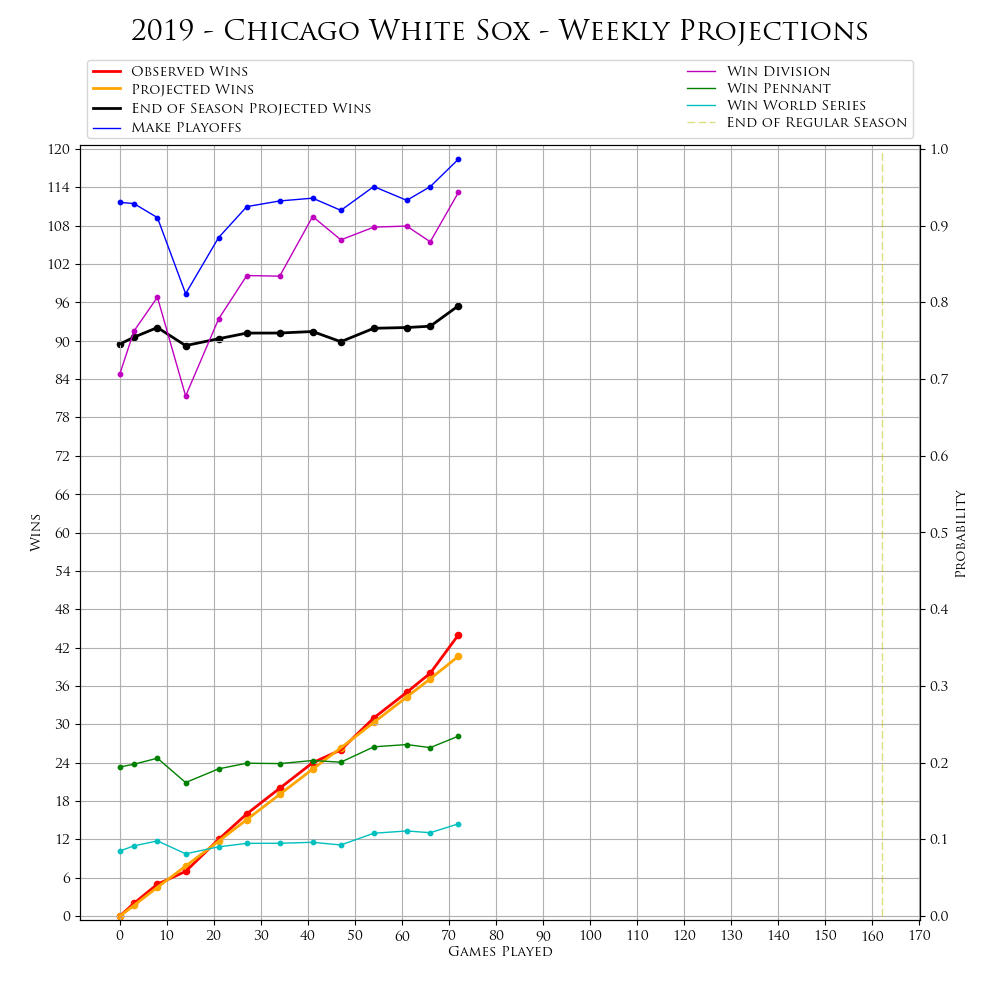 2019 - Chicago White Sox - Weekly Projections
Observed Wins
Projected Wins
End of Season Projected Wins
Make Playoffs
Win Division
Win Pennant
Win World Series
End of Regular Season
120
114
108
102
96
90
84
78
72
66
60
54
48
42
36
30
24
18
12
6
0
Wins
1.0
0.9
0.8
0.7
0.6
0.5
0.4
0.3
0.2
0.1
0.0
Probability
0 10 20 30 40 50 60 70 80 90 100 110 120 130 140 150 160 170
Games Played